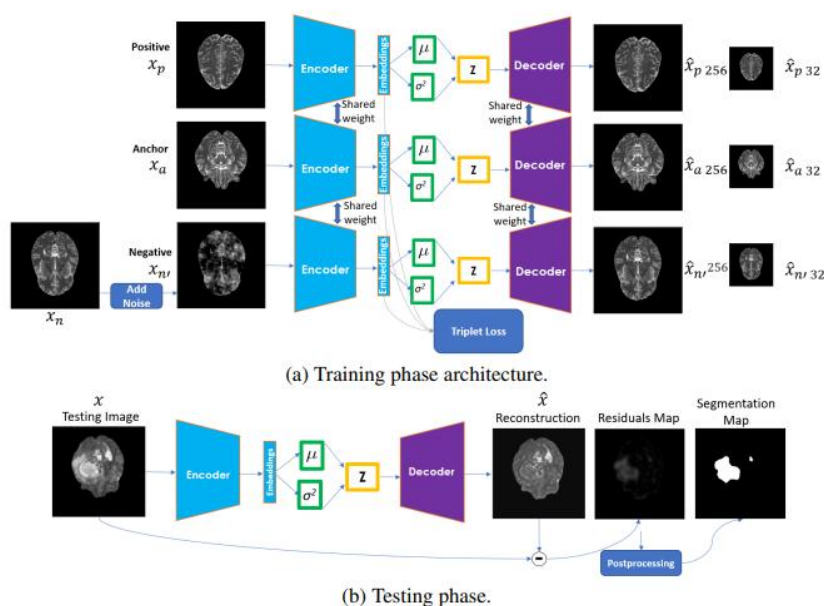 Positive
x_p
Encoder
Embeddings
μ
σ²
Z
Decoder
x̂_p 256
x̂_p 32
Shared
weight
Shared
weight
Anchor
x_a
Encoder
Embeddings
μ
σ²
Z
Decoder
x̂_a 256
x̂_a 32
Shared
weight
Shared
weight
Negative
x_n′
Encoder
Embeddings
μ
σ²
Z
Decoder
x̂_n′ 256
x̂_n′ 32
x_n
Add
Noise
Triplet Loss
(a) Training phase architecture.
x
Testing Image
Encoder
Embeddings
μ
σ²
Z
Decoder
x̂
Reconstruction
Residuals Map
Segmentation
Map
-
Postprocessing
(b) Testing phase.